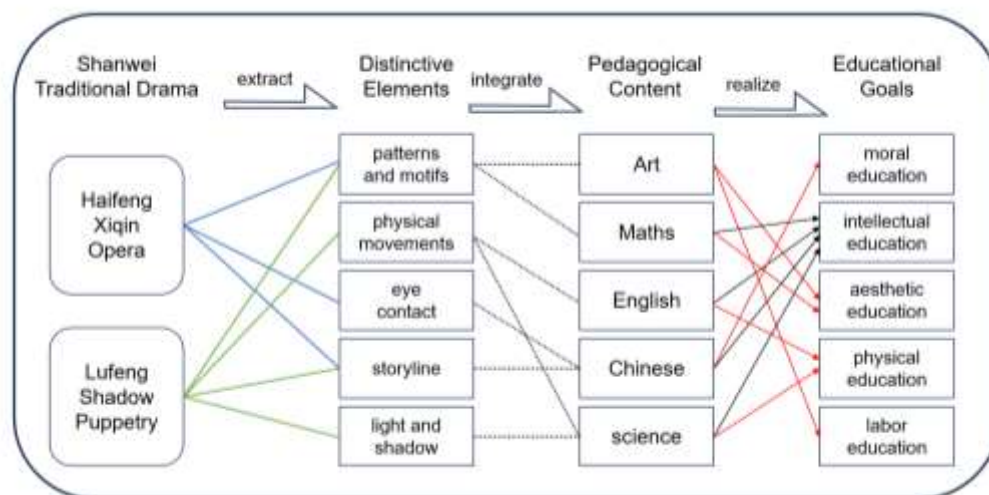 Shanwei
Traditional Drama
extract
Distinctive
Elements
integrate
Pedagogical
Content
realize
Educational
Goals
Haifeng
Xiqin
Opera
Lufeng
Shadow
Puppetry
patterns
and motifs
physical
movements
eye
contact
storyline
light and
shadow
Art
Maths
English
Chinese
science
moral
education
intellectual
education
aesthetic
education
physical
education
labor
education